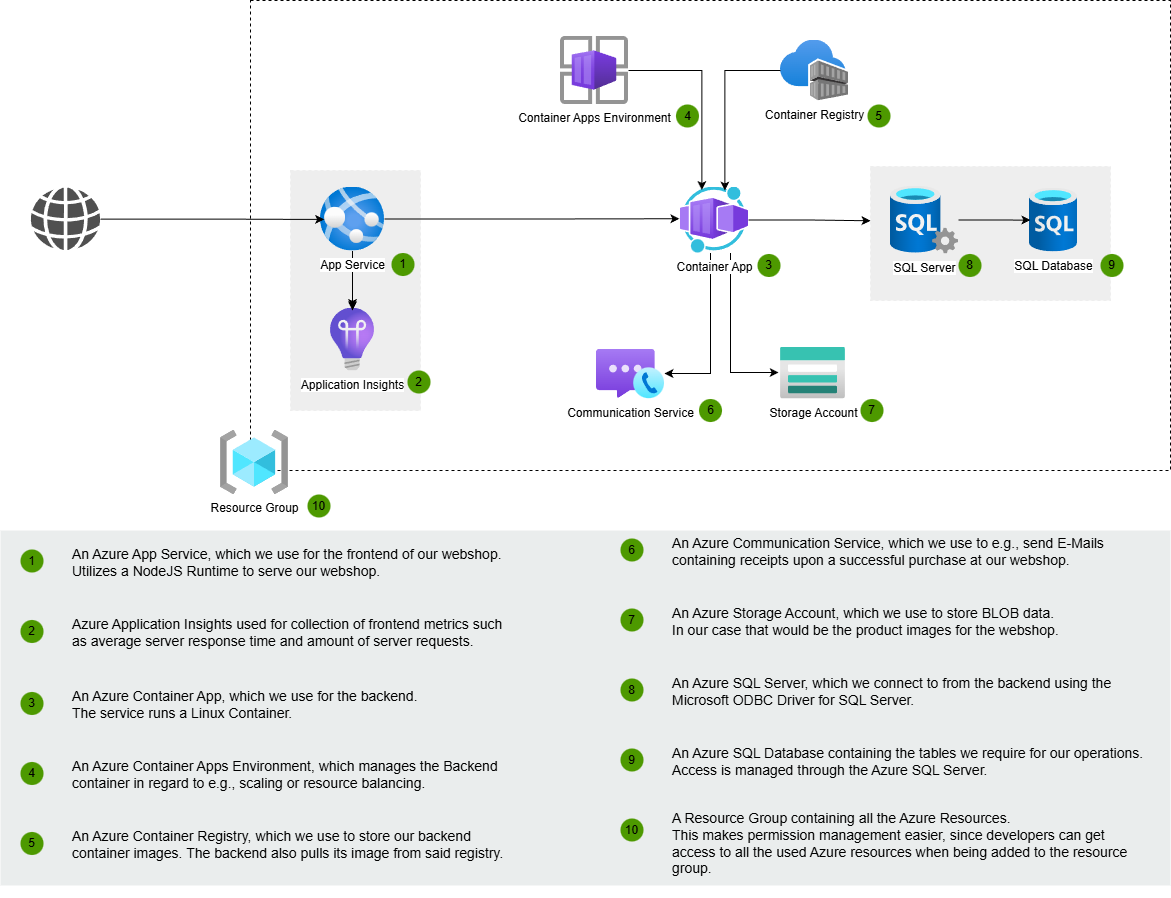 Container Apps Environment
4
Container Registry
5
SQL
SQL
App Service
1
Container App
3
SQL Server
8
SQL Database
9
Application Insights
2
Communication Service
6
Storage Account
7
Resource Group
10
1
An Azure App Service, which we use for the frontend of our webshop.
Utilizes a NodeJS Runtime to serve our webshop.
2
Azure Application Insights used for collection of frontend metrics such
as average server response time and amount of server requests.
3
An Azure Container App, which we use for the backend.
The service runs a Linux Container.
4
An Azure Container Apps Environment, which manages the Backend
container in regard to e.g., scaling or resource balancing.
5
An Azure Container Registry, which we use to store our backend
container images. The backend also pulls its image from said registry.
6
An Azure Communication Service, which we use to e.g., send E-Mails
containing receipts upon a successful purchase at our webshop.
7
An Azure Storage Account, which we use to store BLOB data.
In our case that would be the product images for the webshop.
8
An Azure SQL Server, which we connect to from the backend using the
Microsoft ODBC Driver for SQL Server.
9
An Azure SQL Database containing the tables we require for our operations.
Access is managed through the Azure SQL Server.
10
A Resource Group containing all the Azure Resources.
This makes permission management easier, since developers can get
access to all the used Azure resources when being added to the resource
group.